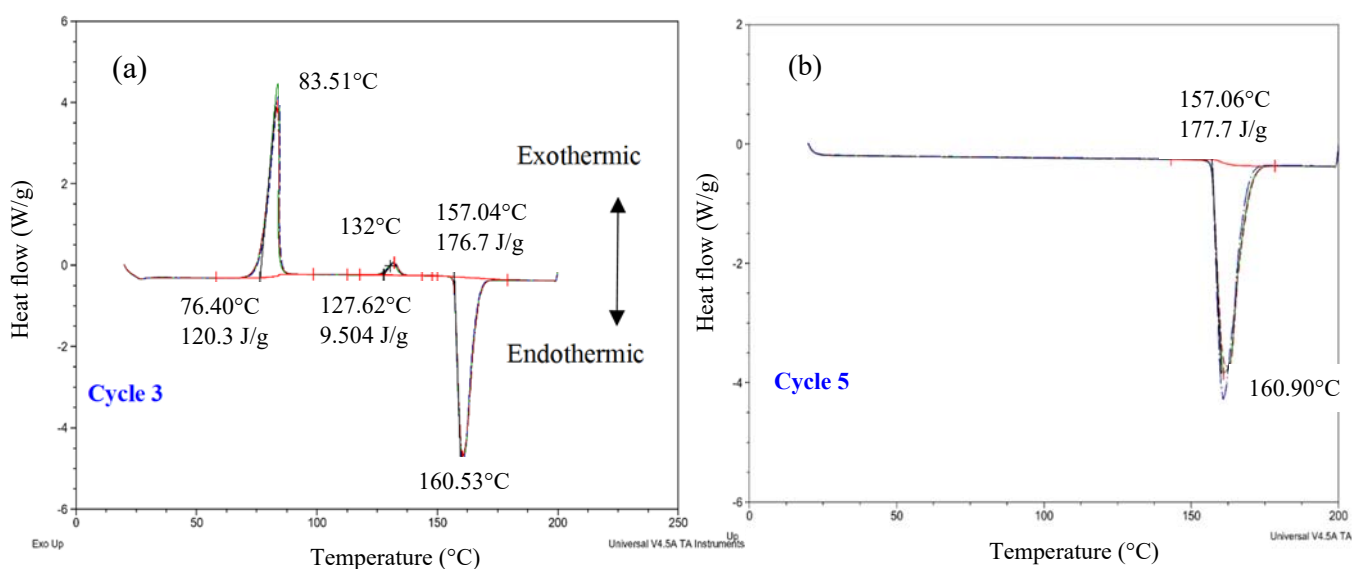 (a)
83.51°C
Exothermic
132°C
157.04°C
176.7 J/g
76.40°C
120.3 J/g
127.62°C
9.504 J/g
Endothermic
Cycle 3
160.53°C
Heat flow (W/g)
6
4
2
0
-2
-4
-6
0
50
100
150
200
250
Exo Up
Temperature (°C)
Universal V4.5A TA Instruments
(b)
157.06°C
177.7 J/g
Cycle 5
160.90°C
Heat flow (W/g)
2
0
-2
-4
-6
0
50
100
150
200
Up
Temperature (°C)
Universal V4.5A TA